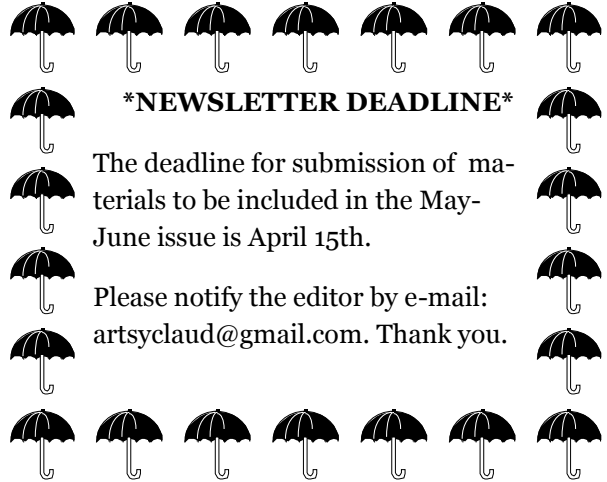 *NEWSLETTER DEADLINE*
The deadline for submission of  ma-
terials to be included in the May-
June issue is April 15th.
Please notify the editor by e-mail:
artsyclaud@gmail.com. Thank you.